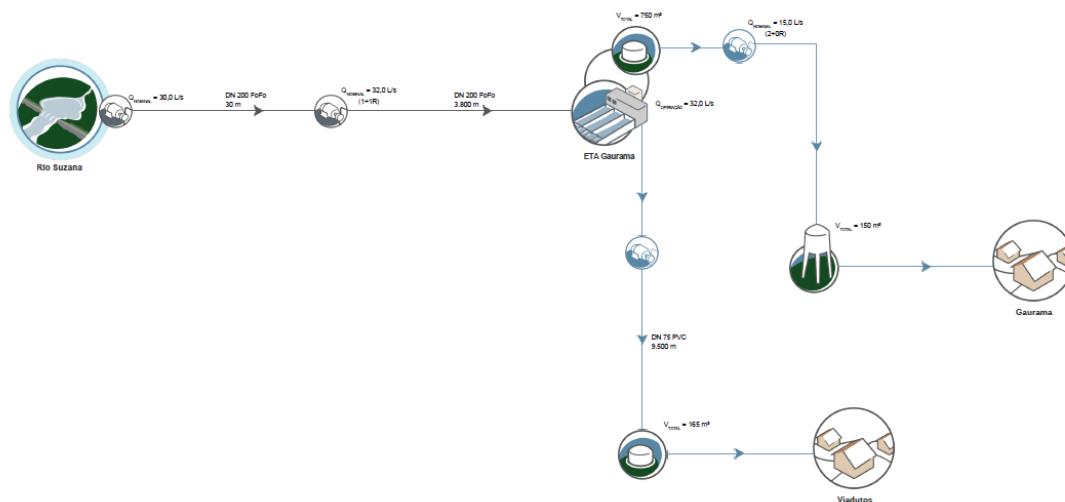 V TOTAL = 750 m³
Q NOMINAL = 15,0 L/s
(2+0R)
Q NOMINAL = 30,0 L/s
DN 200 FoFo
30 m
Q NOMINAL = 32,0 L/s
(1+1R)
DN 200 FoFo
3.800 m
Q OPERAÇÃO = 32,0 L/s
ETA Gaurama
Rio Suzana
V TOTAL = 150 m³
Gaurama
DN 75 PVC
9.500 m
V TOTAL = 165 m³
Viadutos